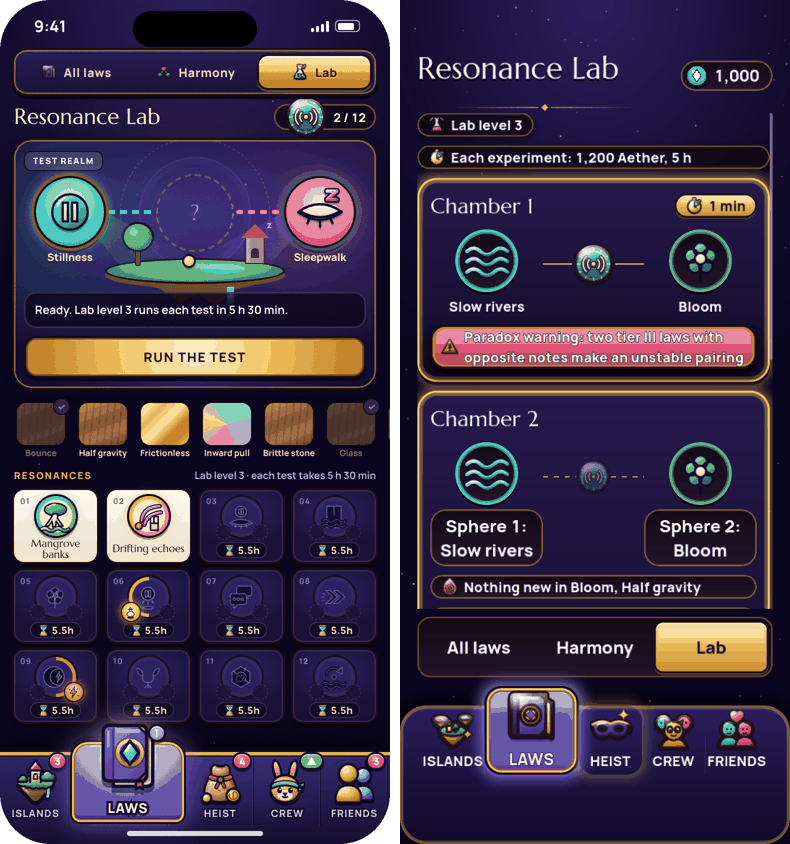 9:41
All laws
Harmony
Lab
Resonance Lab
2 / 12
TEST REALM
?
Z
z
Stillness
Sleepwalk
Ready. Lab level 3 runs each test in 5 h 30 min.
RUN THE TEST
Bounce
Half gravity
Frictionless
Inward pull
Brittle stone
Glass
RESONANCES
Lab level 3 · each test takes 5 h 30 min
01
02
03
04
Mangrove
banks
Drifting echoes
5.5h
5.5h
05
06
07
08
5.5h
5.5h
5.5h
5.5h
09
10
11
12
5.5h
5.5h
5.5h
5.5h
3
1
4
3
ISLANDS
LAWS
HEIST
CREW
FRIENDS
Resonance Lab
1,000
Lab level 3
Each experiment: 1,200 Aether, 5 h
Chamber 1
1 min
Slow rivers
Bloom
Paradox warning: two tier III laws with
opposite notes make an unstable pairing
Chamber 2
Sphere 1:
Slow rivers
Sphere 2:
Bloom
Nothing new in Bloom, Half gravity
All laws
Harmony
Lab
ISLANDS
LAWS
HEIST
CREW
FRIENDS